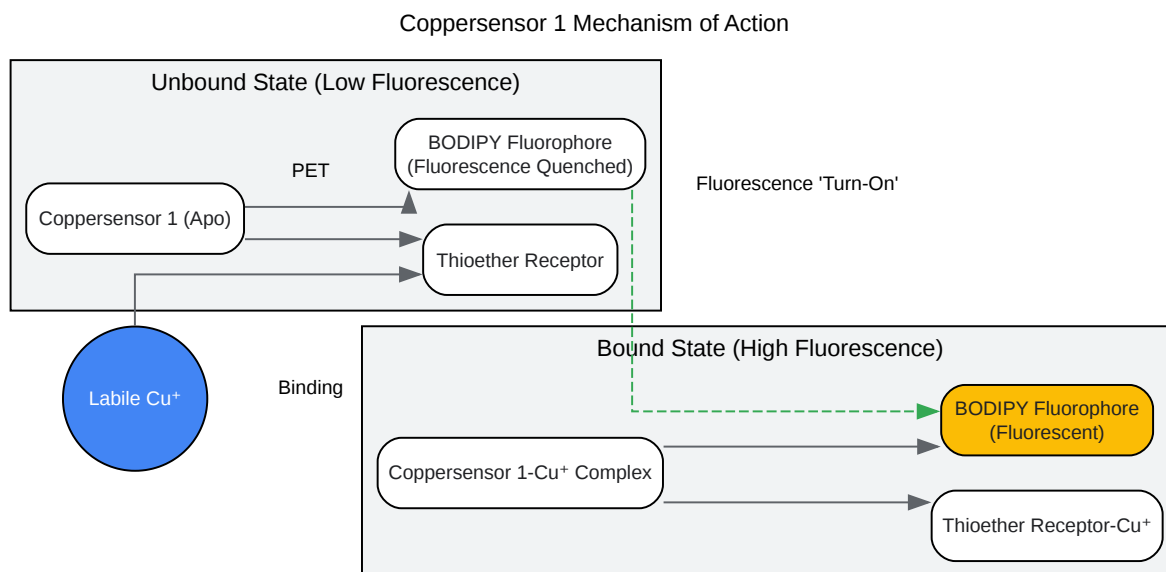 Coppersensor 1 Mechanism of Action
Unbound State (Low Fluorescence)
BODIPY Fluorophore
(Fluorescence Quenched)
PET
Fluorescence 'Turn-On'
Coppersensor 1 (Apo)
Thioether Receptor
Bound State (High Fluorescence)
Labile Cu⁺
Binding
BODIPY Fluorophore
(Fluorescent)
Coppersensor 1-Cu⁺ Complex
Thioether Receptor-Cu⁺